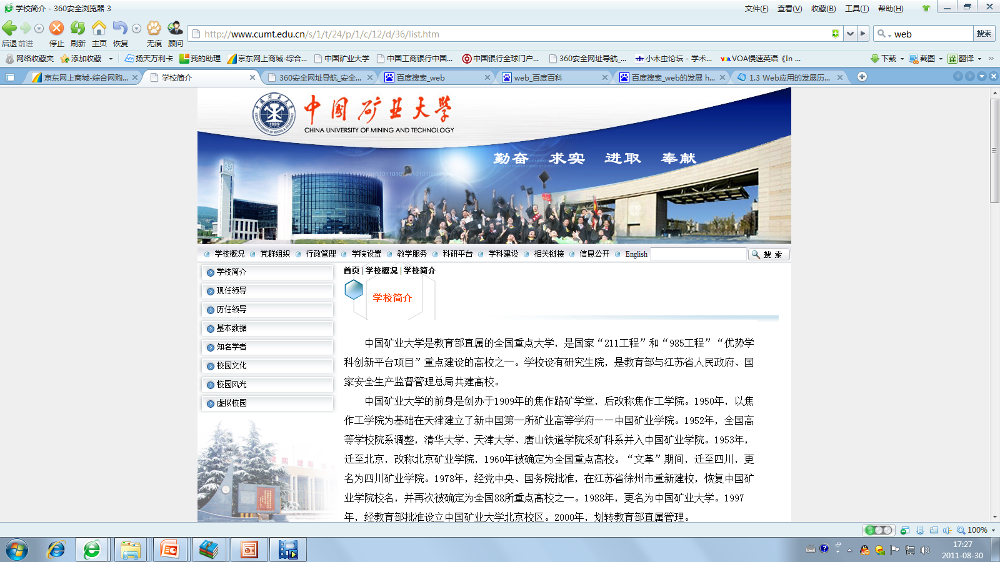 学校简介 - 360安全浏览器 3
文件(F) 查看(V) 收藏(B) 工具(T) 帮助(H)
后退 前进 停止 刷新 主页 恢复 无痕 顾问
http://www.cumt.edu.cn/s/1/t/24/p/1/c/12/d/36/list.htm
web 搜索
网络收藏夹 添加收藏 扬天万利卡 我的助理 京东网上商城-综合... 中国矿业大学 中国工商银行中国... 中国银行全球门户... 360安全网址导航_... 小木虫论坛 - 学术... VOA慢速英语《In ... 下载 截图 翻译
京东网上商城-综合网购... 学校简介 360安全网址导航_安全... 百度搜索_web web_百度百科 百度搜索_web的发展 h... 1.3 Web应用的发展历...
中国矿业大学
CHINA UNIVERSITY OF MINING AND TECHNOLOGY
1909
勤奋 求实 进取 奉献
学校概况 党群组织 行政管理 学院设置 教学服务 科研平台 学科建设 相关链接 信息公开 English 搜 索
学校简介
现任领导
历任领导
基本数据
知名学者
校园文化
校园风光
虚拟校园
首页 | 学校概况 | 学校简介
学校简介
中国矿业大学是教育部直属的全国重点大学，是国家“211工程”和“985工程”“优势学
科创新平台项目”重点建设的高校之一。学校设有研究生院，是教育部与江苏省人民政府、国
家安全生产监督管理总局共建高校。
中国矿业大学的前身是创办于1909年的焦作路矿学堂，后改称焦作工学院。1950年，以焦
作工学院为基础在天津建立了新中国第一所矿业高等学府——中国矿业学院。1952年，全国高
等学校院系调整，清华大学、天津大学、唐山铁道学院采矿科系并入中国矿业学院。1953年，
迁至北京，改称北京矿业学院，1960年被确定为全国重点高校。“文革”期间，迁至四川，更
名为四川矿业学院。1978年，经党中央、国务院批准，在江苏省徐州市重新建校，恢复中国矿
业学院校名，并再次被确定为全国88所重点高校之一。1988年，更名为中国矿业大学。1997
年，经教育部批准设立中国矿业大学北京校区。2000年，划转教育部直属管理。
100%
17:27
2011-08-30